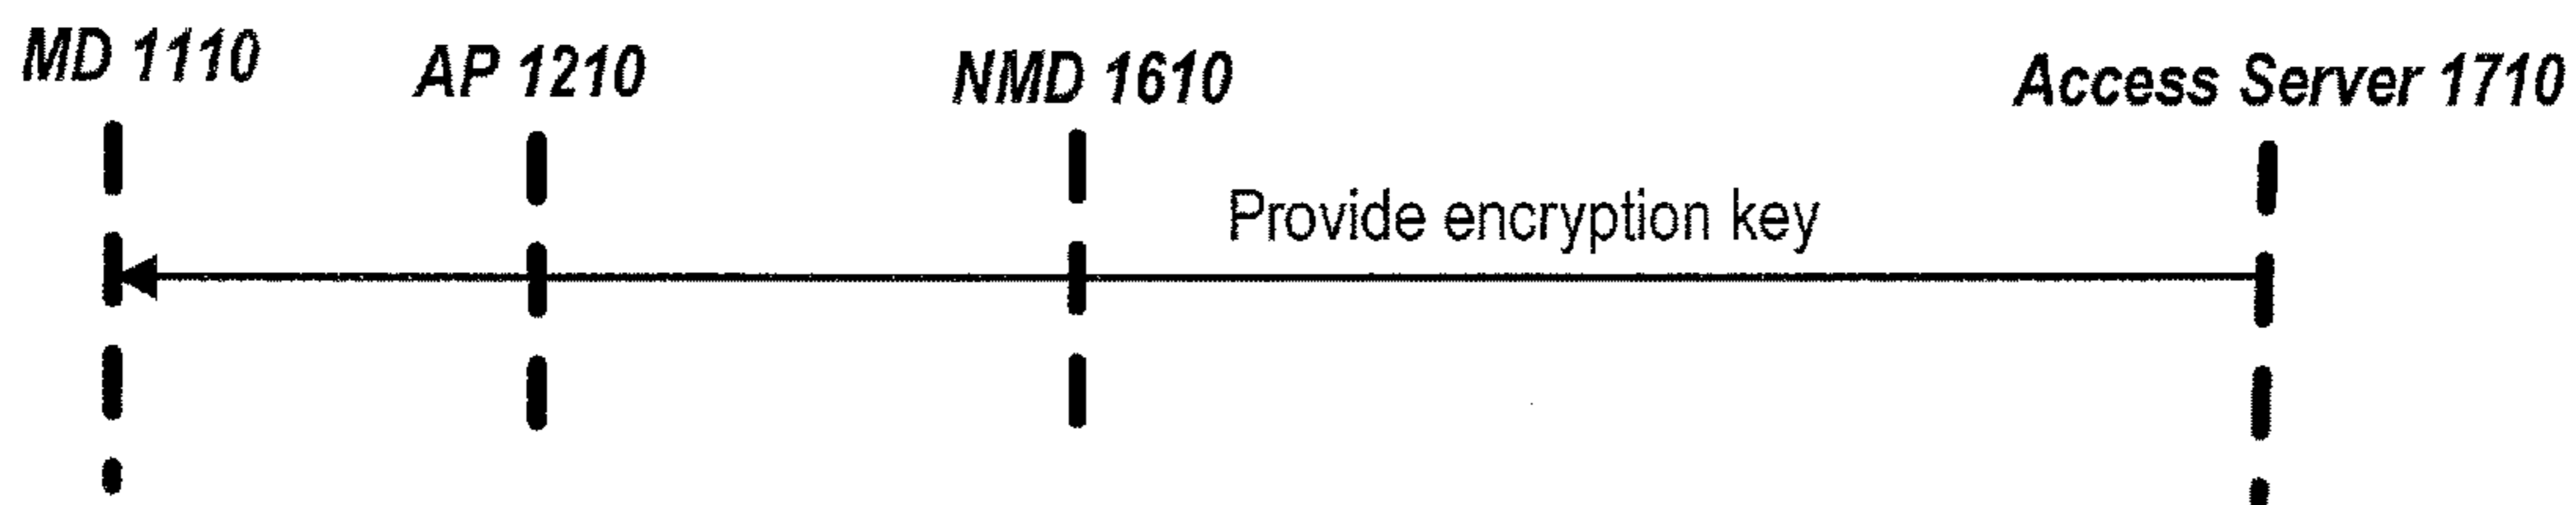 MD 1110 AP 1210 NMD 1610 Access Server 1710
Provide encryption key